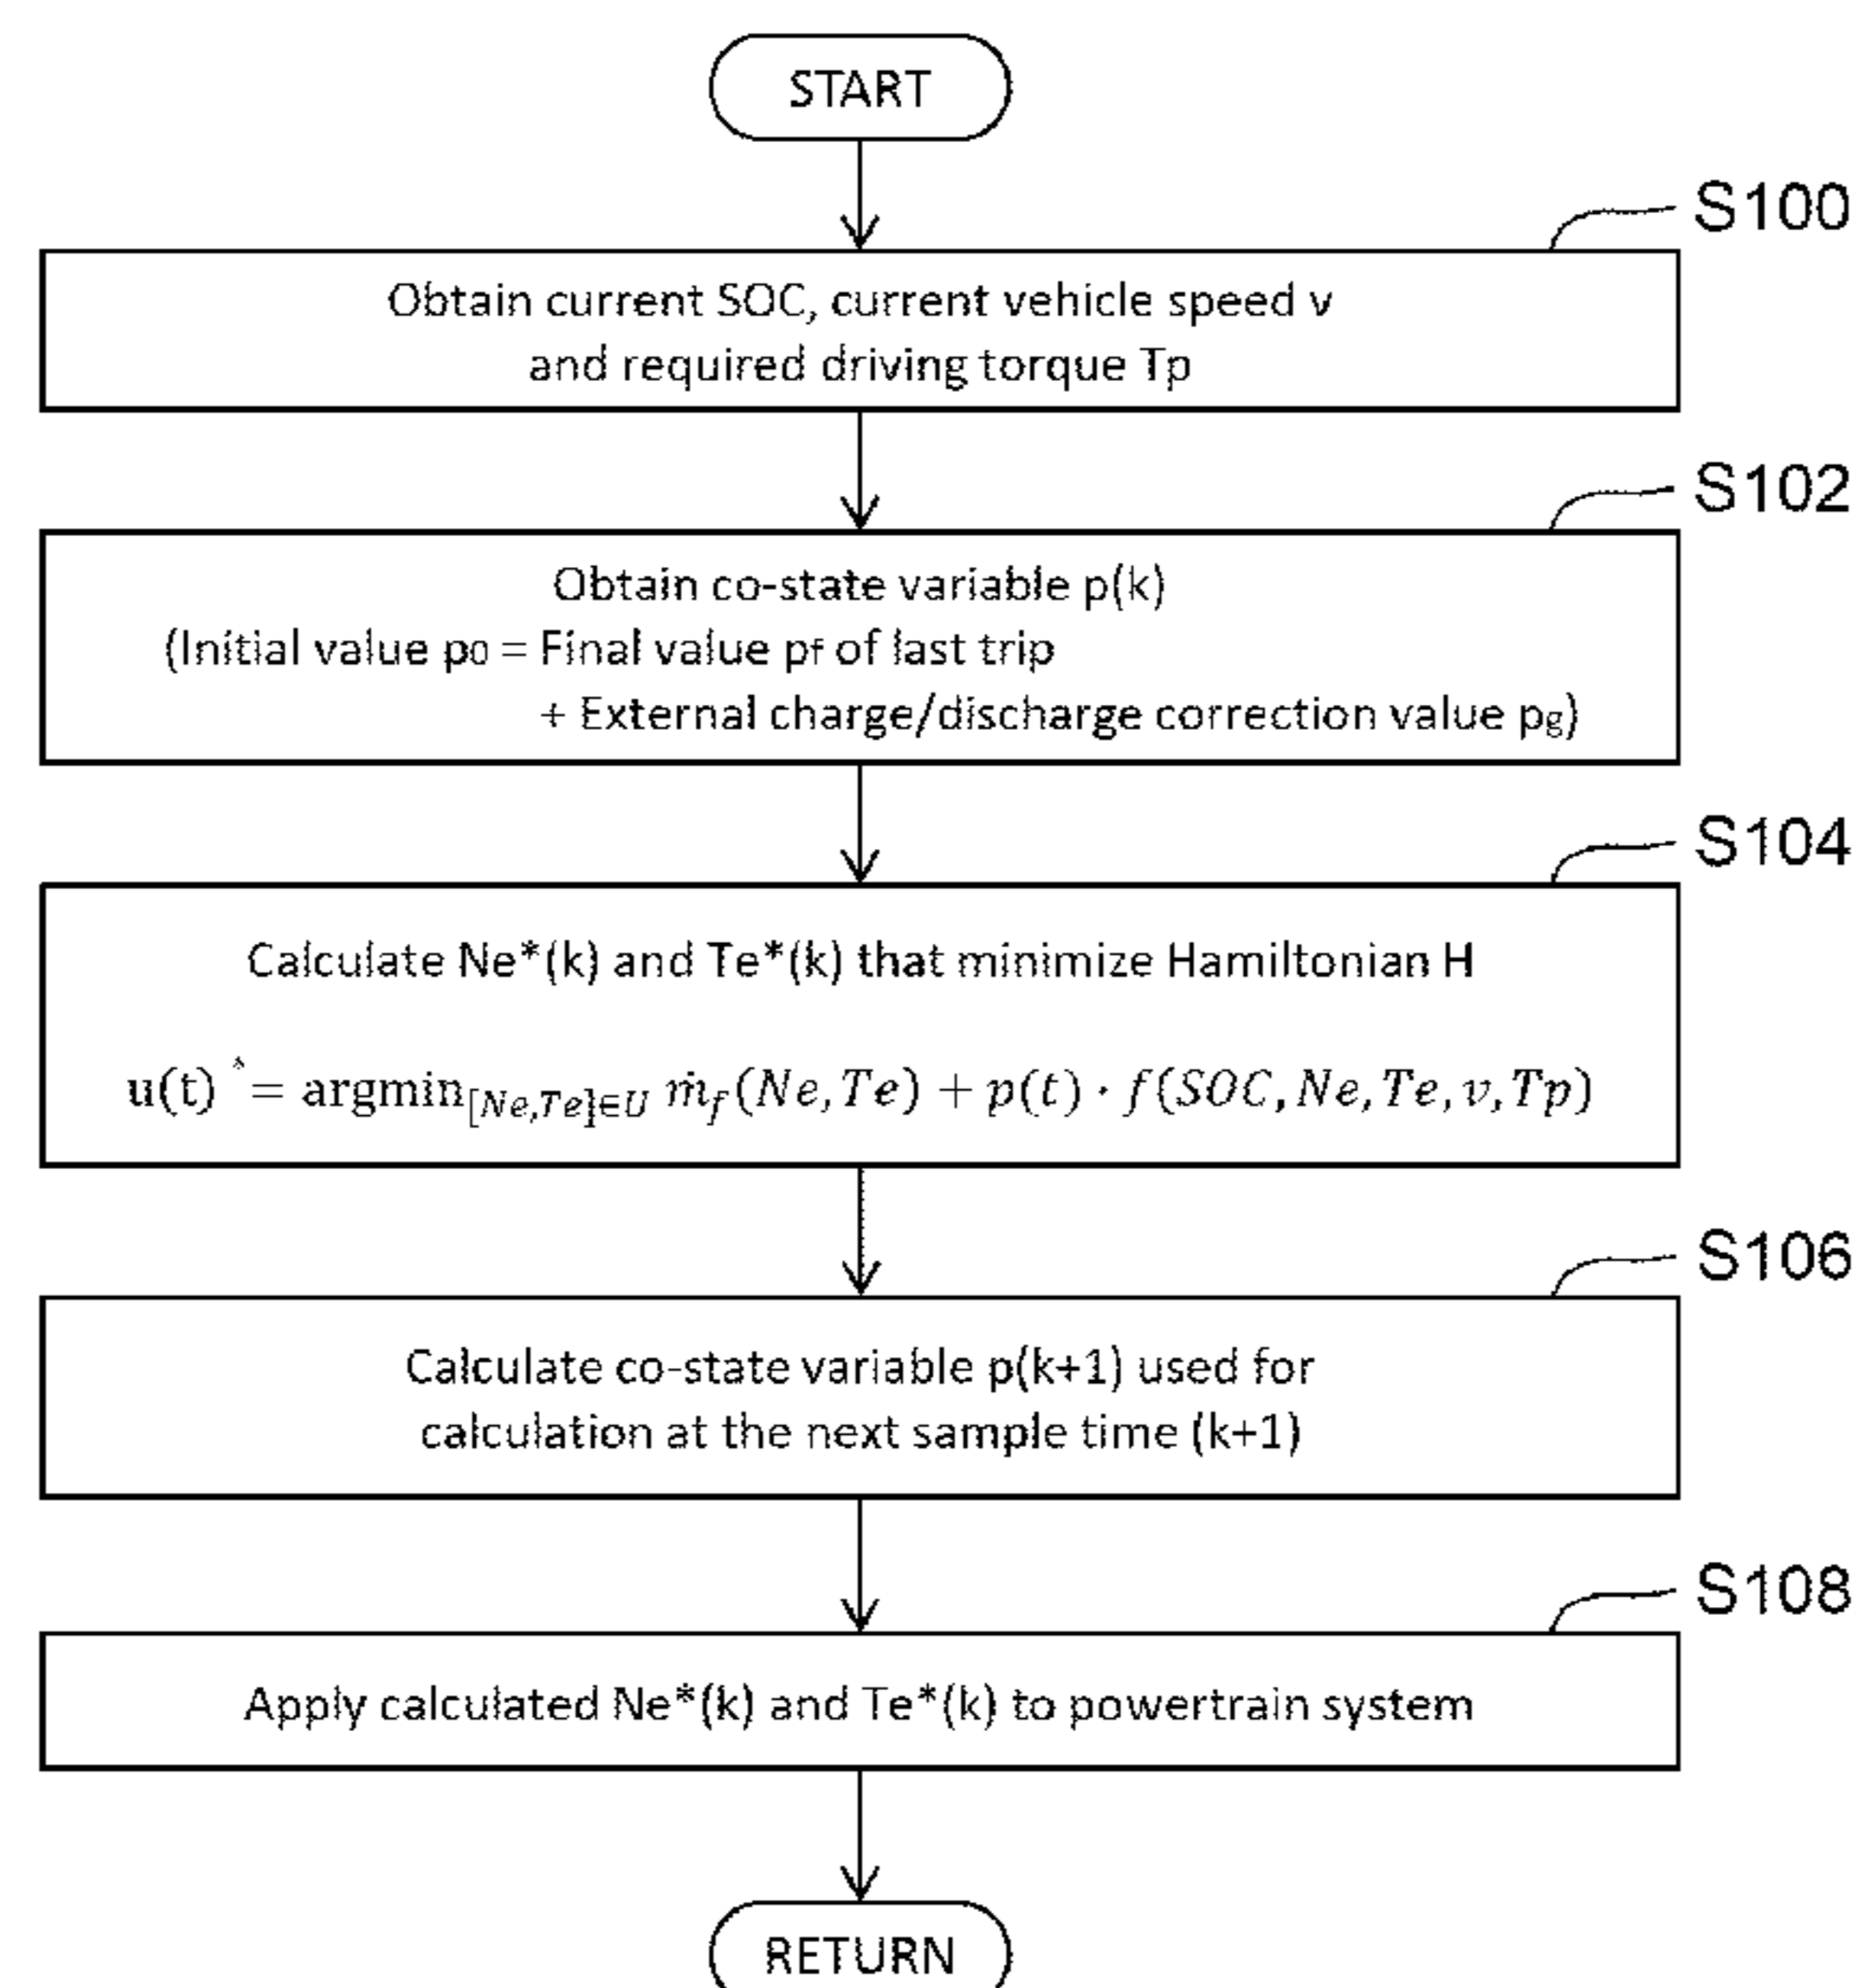 START
S100
Obtain current SOC, current vehicle speed v
and required driving torque Tp
S102
Obtain co-state variable p(k)
(Initial value p0 = Final value pf of last trip
+ External charge/discharge correction value pg)
S104
Calculate Ne*(k) and Te*(k) that minimize Hamiltonian H
u(t)* = argmin[Ne,Te]∈U ṁf(Ne, Te) + p(t) · f(SOC, Ne, Te, v, Tp)
S106
Calculate co-state variable p(k+1) used for
calculation at the next sample time (k+1)
S108
Apply calculated Ne*(k) and Te*(k) to powertrain system
RETURN